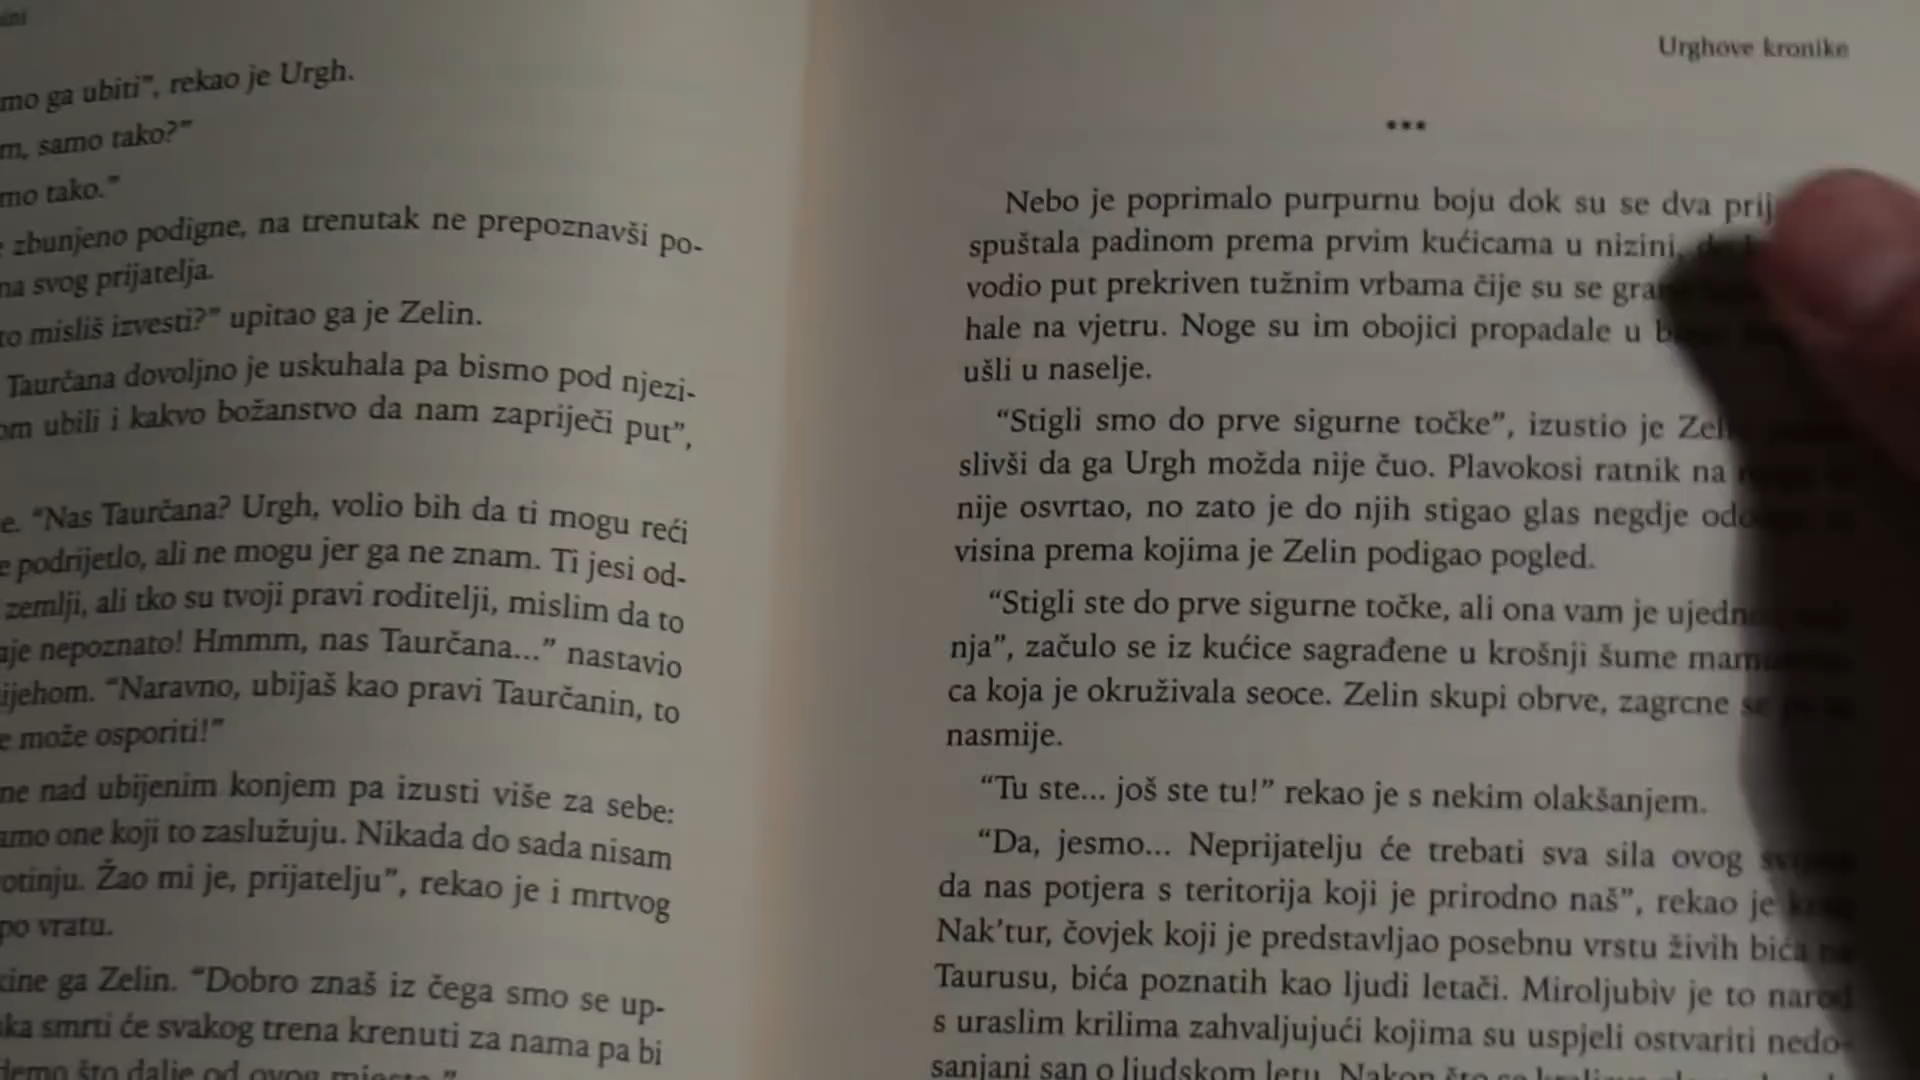 mo ga ubiti”, rekao je Urgh.
m, samo tako?”
mo tako.”
zbunjeno podigne, na trenutak ne prepoznavši po-
na svog prijatelja.
to misliš izvesti?” upitao ga je Zelin.
Taurčana dovoljno je uskuhala pa bismo pod njezi-
om ubili i kakvo božanstvo da nam zapriječi put”,
e. “Nas Taurčana? Urgh, volio bih da ti mogu reći
e podrijetlo, ali ne mogu jer ga ne znam. Ti jesi od-
zemlji, ali tko su tvoji pravi roditelji, mislim da to
aje nepoznato! Hmmm, nas Taurčana...” nastavio
ijehom. “Naravno, ubijaš kao pravi Taurčanin, to
e može osporiti!”
ne nad ubijenim konjem pa izusti više za sebe:
amo one koji to zaslužuju. Nikada do sada nisam
otinju. Žao mi je, prijatelju”, rekao je i mrtvog
po vratu.
kine ga Zelin. “Dobro znaš iz čega smo se up-
ka smrti će svakog trena krenuti za nama pa bi
demo što dalje od ovog mjesta.”
Urghove kronike
***
Nebo je poprimalo purpurnu boju dok su se dva
spuštala padinom prema prvim kućicama u nizini,
vodio put prekriven tužnim vrbama čije su se
hale na vjetru. Noge su im obojici propadale u
ušli u naselje.
“Stigli smo do prve sigurne točke”, izustio je
slivši da ga Urgh možda nije čuo. Plavokosi ratnik na
nije osvrtao, no zato je do njih stigao glas negdje
visina prema kojima je Zelin podigao pogled.
“Stigli ste do prve sigurne točke, ali ona vam je
nja”, začulo se iz kućice sagrađene u krošnji šume
ca koja je okruživala seoce. Zelin skupi obrve, zagrcne
nasmije.
“Tu ste... još ste tu!” rekao je s nekim olakšanjem.
“Da, jesmo... Neprijatelju će trebati sva sila ovog
da nas potjera s teritorija koji je prirodno naš”, rekao je
Nak’tur, čovjek koji je predstavljao posebnu vrstu živih bića na
Taurusu, bića poznatih kao ljudi letači. Miroljubiv je to narod
s uraslim krilima zahvaljujući kojima su uspjeli ostvariti nedo-
sanjani san o ljudskom letu. Nakon što se